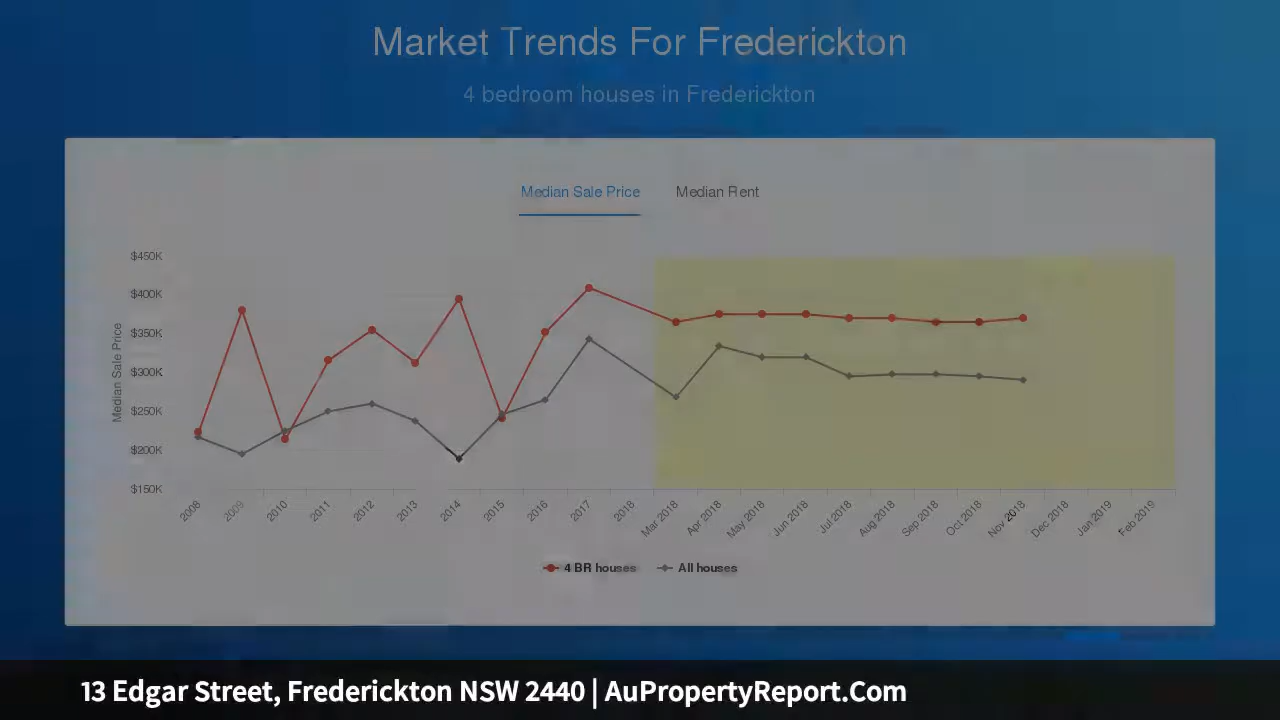 Market Trends For Frederickton
4 bedroom houses in Frederickton
Median Sale Price Median Rent
$450K
$400K
$350K
$300K
$250K
$200K
$150K
Median Sale Price
2008 2009 2010 2011 2012 2013 2014 2015 2016 2017 2018 Mar 2018 Apr 2018 May 2018 Jun 2018 Jul 2018 Aug 2018 Sep 2018 Oct 2018 Nov 2018 Dec 2018 Jan 2019 Feb 2019
4 BR houses All houses
13 Edgar Street, Frederickton NSW 2440 | AuPropertyReport.Com